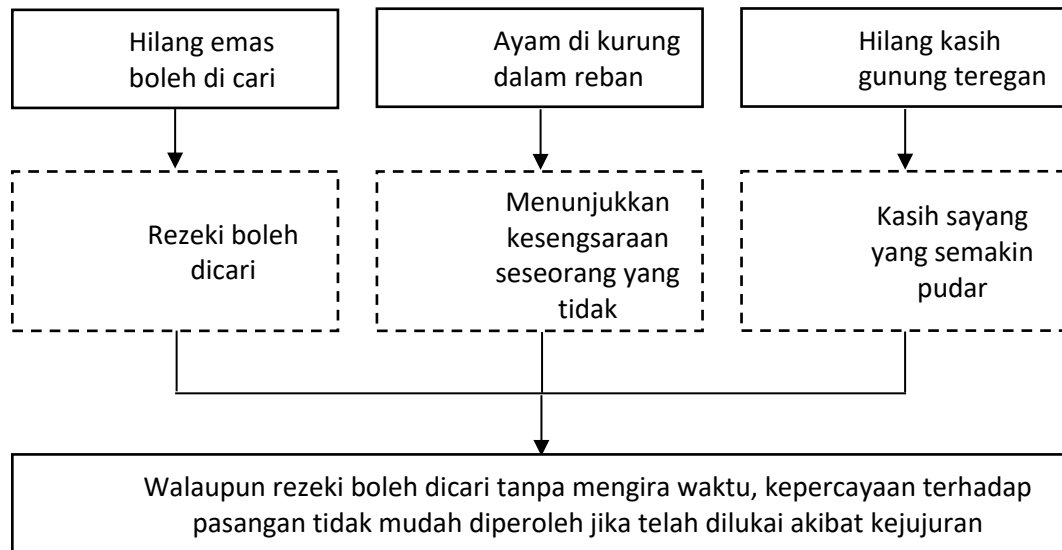 Hilang emas
boleh di cari
Ayam di kurung
dalam reban
Hilang kasih
gunung teregan
Rezeki boleh
dicari
Menunjukkan
kesengsaraan
seseorang yang
tidak
Kasih sayang
yang semakin
pudar
Walaupun rezeki boleh dicari tanpa mengira waktu, kepercayaan terhadap
pasangan tidak mudah diperoleh jika telah dilukai akibat kejujuran